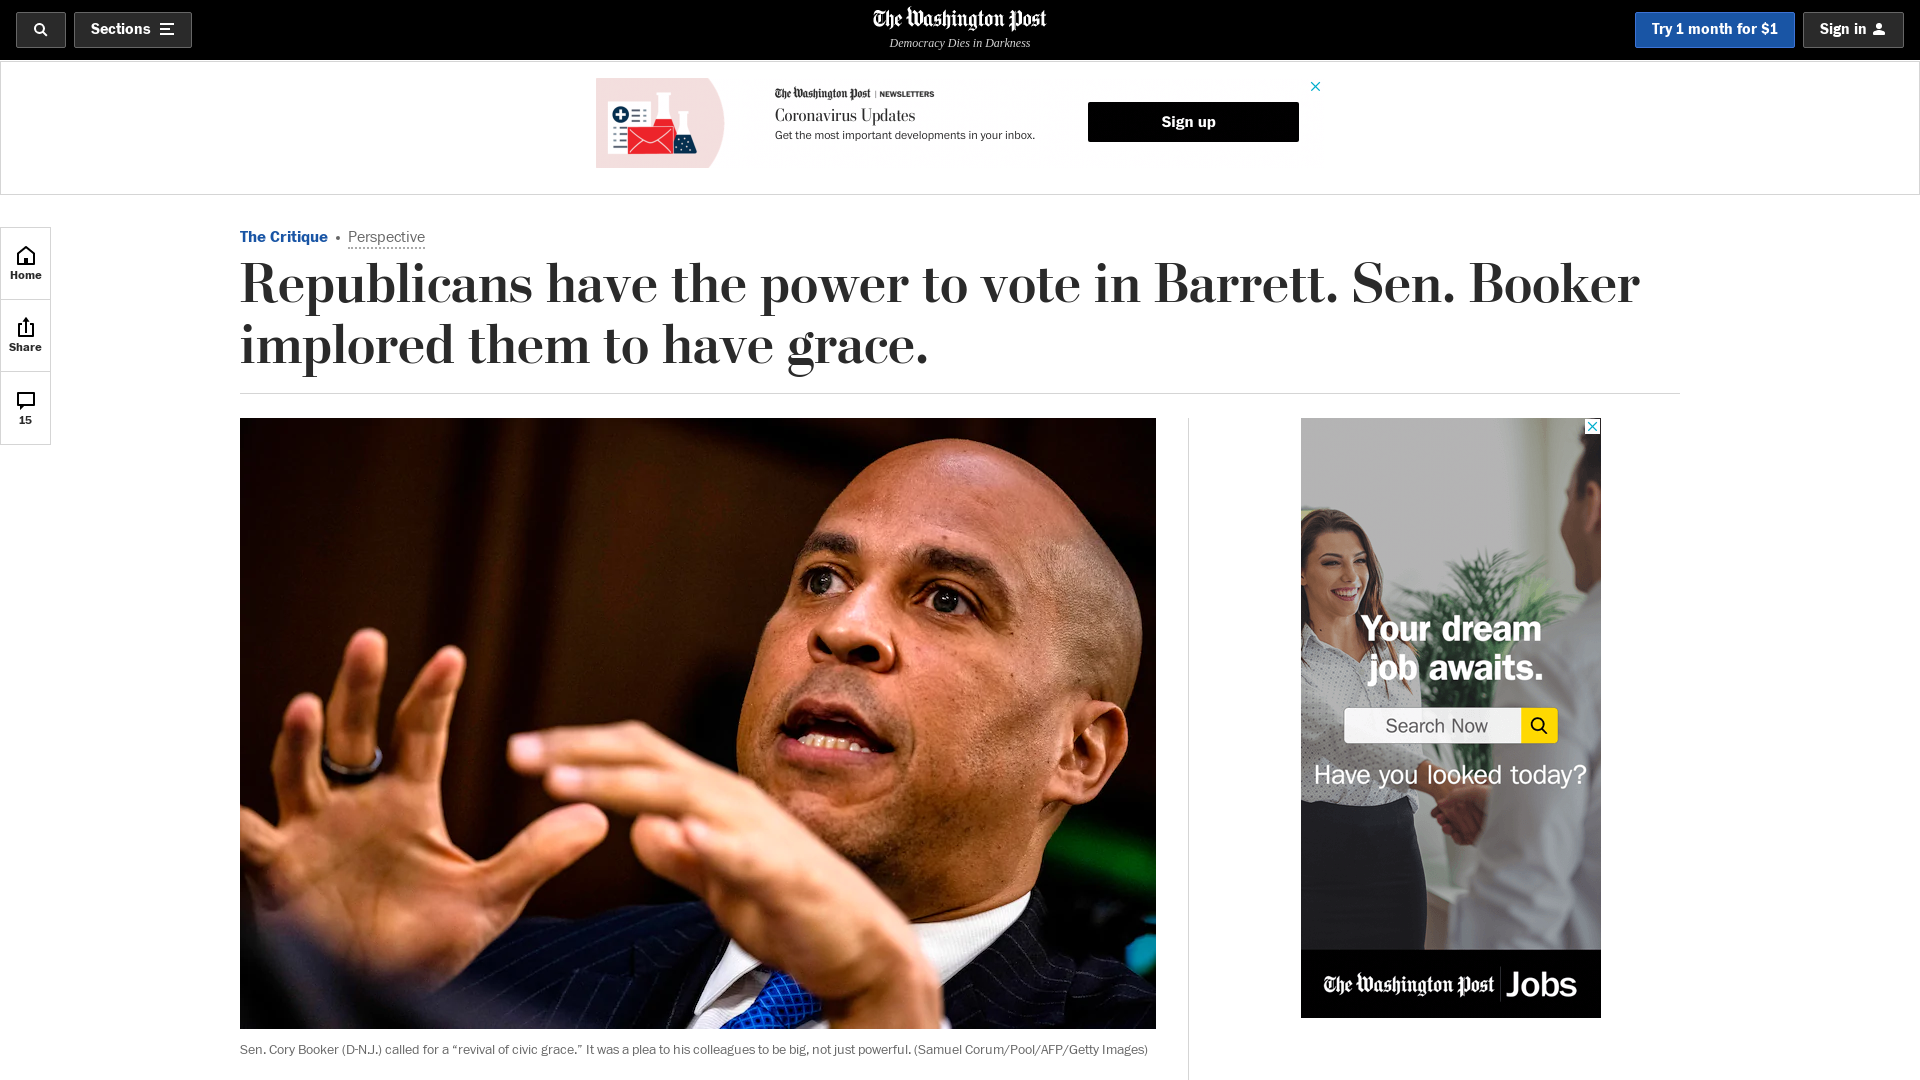 Sections
The Washington Post
Democracy Dies in Darkness
Try 1 month for $1
Sign in
The Washington Post | NEWSLETTERS
Coronavirus Updates
Get the most important developments in your inbox.
Sign up
Home
Share
15
The Critique • Perspective
Republicans have the power to vote in Barrett. Sen. Booker
implored them to have grace.
Sen. Cory Booker (D-N.J.) called for a “revival of civic grace.” It was a plea to his colleagues to be big, not just powerful. (Samuel Corum/Pool/AFP/Getty Images)
Your dream
job awaits.
Search Now
Have you looked today?
The Washington Post | Jobs